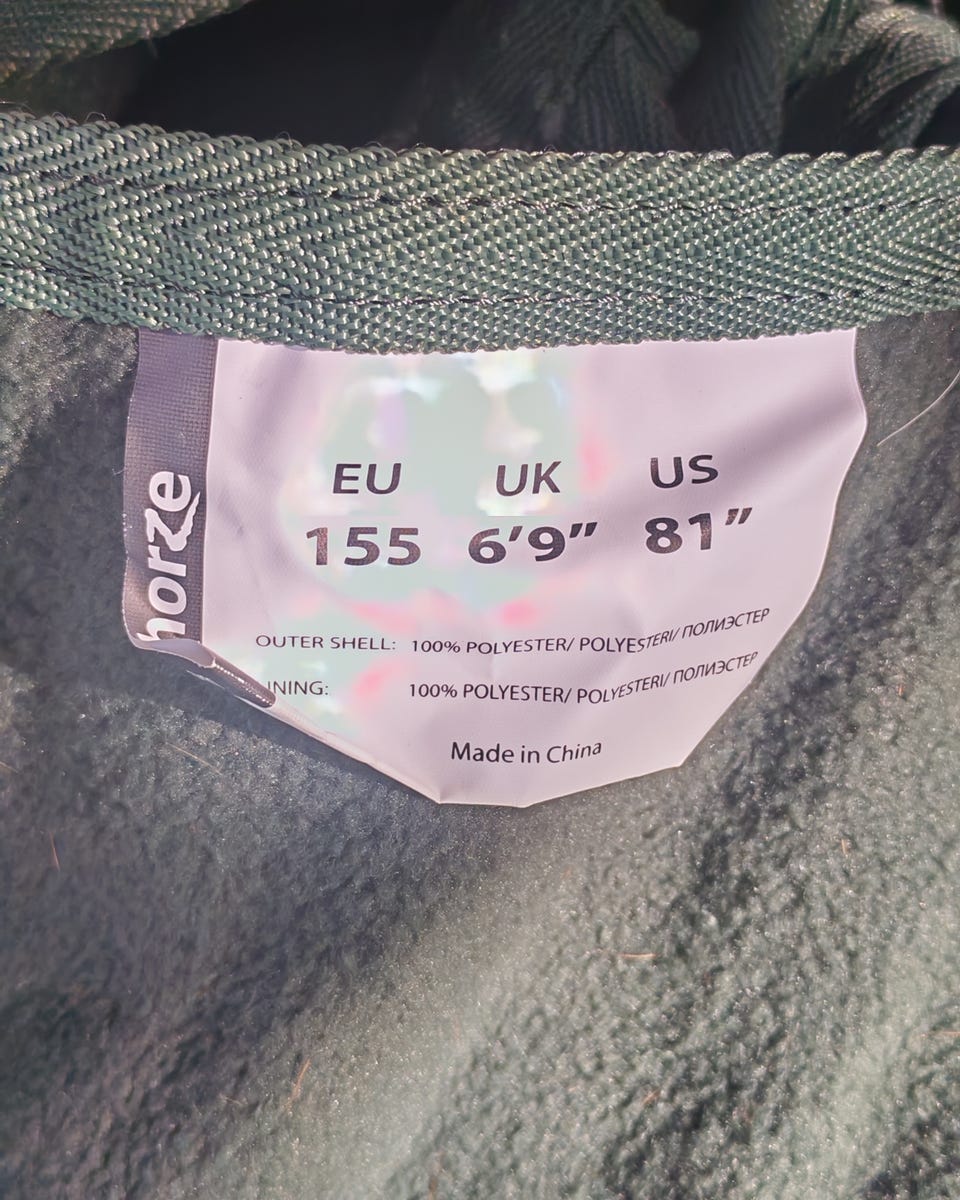 horze
EU UK US
155 6’9” 81”
OUTER SHELL: 100% POLYESTER/ POLYESTERI/ ПОЛИЭСТЕР
INING: 100% POLYESTER/ POLYESTERI/ ПОЛИЭСТЕР
Made in China